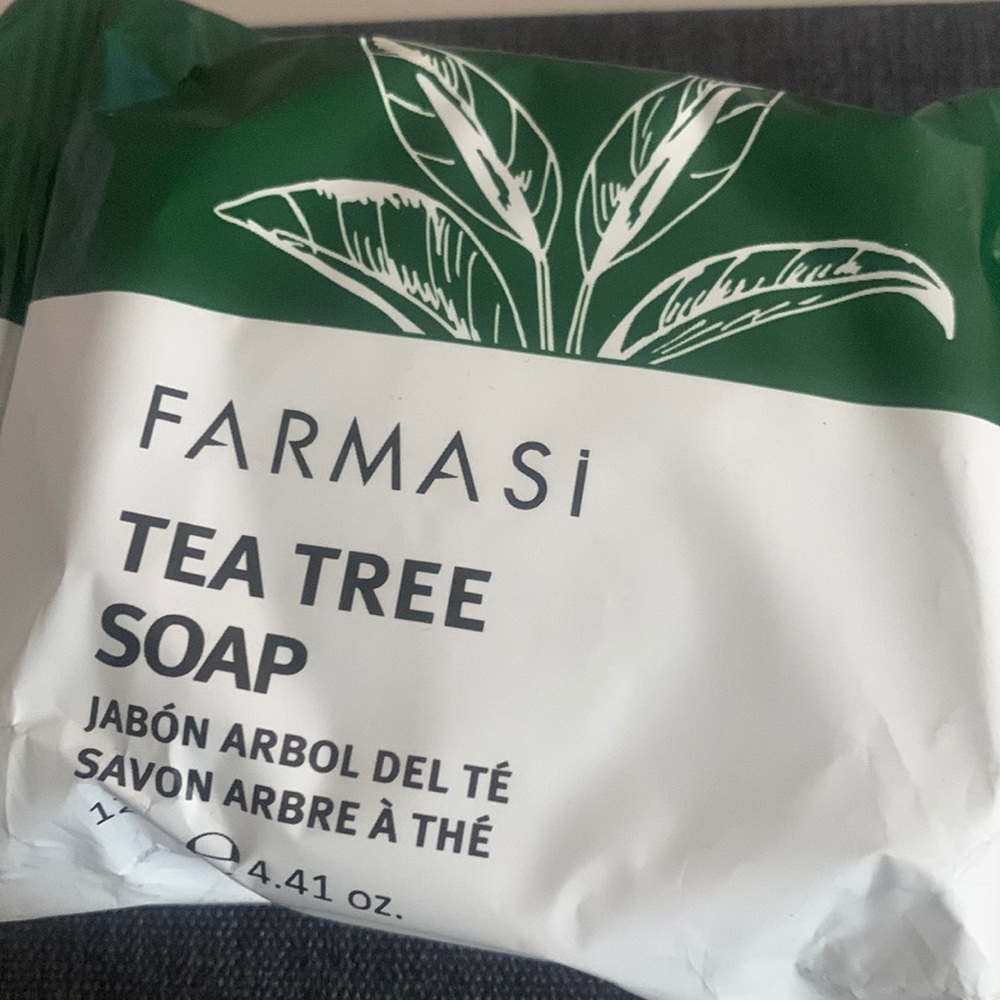 FARMASi
TEA TREE
SOAP
JABÓN ARBOL DEL TÉ
SAVON ARBRE À THÉ
℮ 4.41 oz.